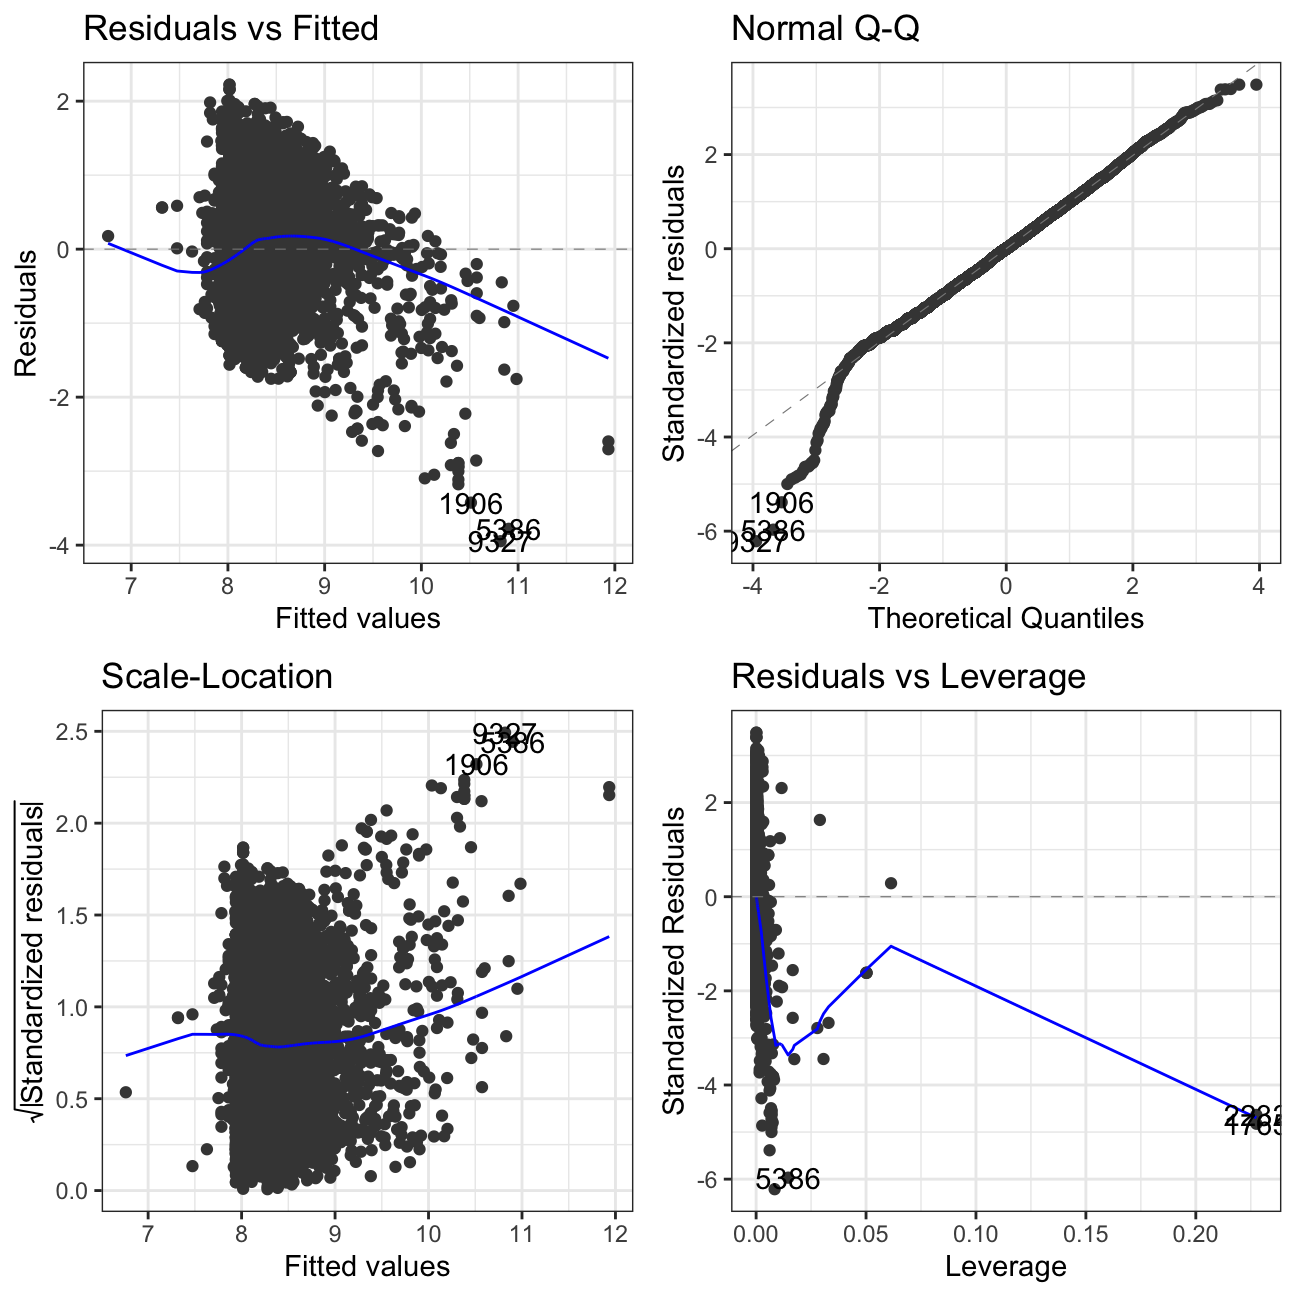 Residuals vs Fitted
Residuals
2
0
-2
-4
1906
5386
9327
7 8 9 10 11 12
Fitted values
Normal Q-Q
Standardized residuals
2
0
-2
-4
-6
1906
5386
9327
-4 -2 0 2 4
Theoretical Quantiles
Scale-Location
√|Standardized residuals|
2.5
2.0
1.5
1.0
0.5
0.0
9327
5386
1906
7 8 9 10 11 12
Fitted values
Residuals vs Leverage
Standardized Residuals
2
0
-2
-4
-6
5386
0.00 0.05 0.10 0.15 0.20
Leverage